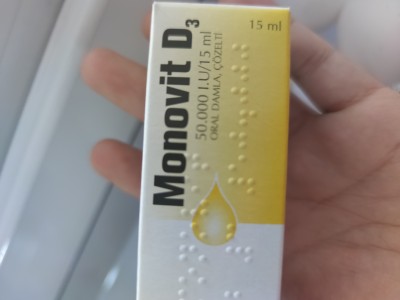 Monovit D3
50.000 I.U/15 ml
ORAL DAMLA, ÇÖZELTİ
15 ml